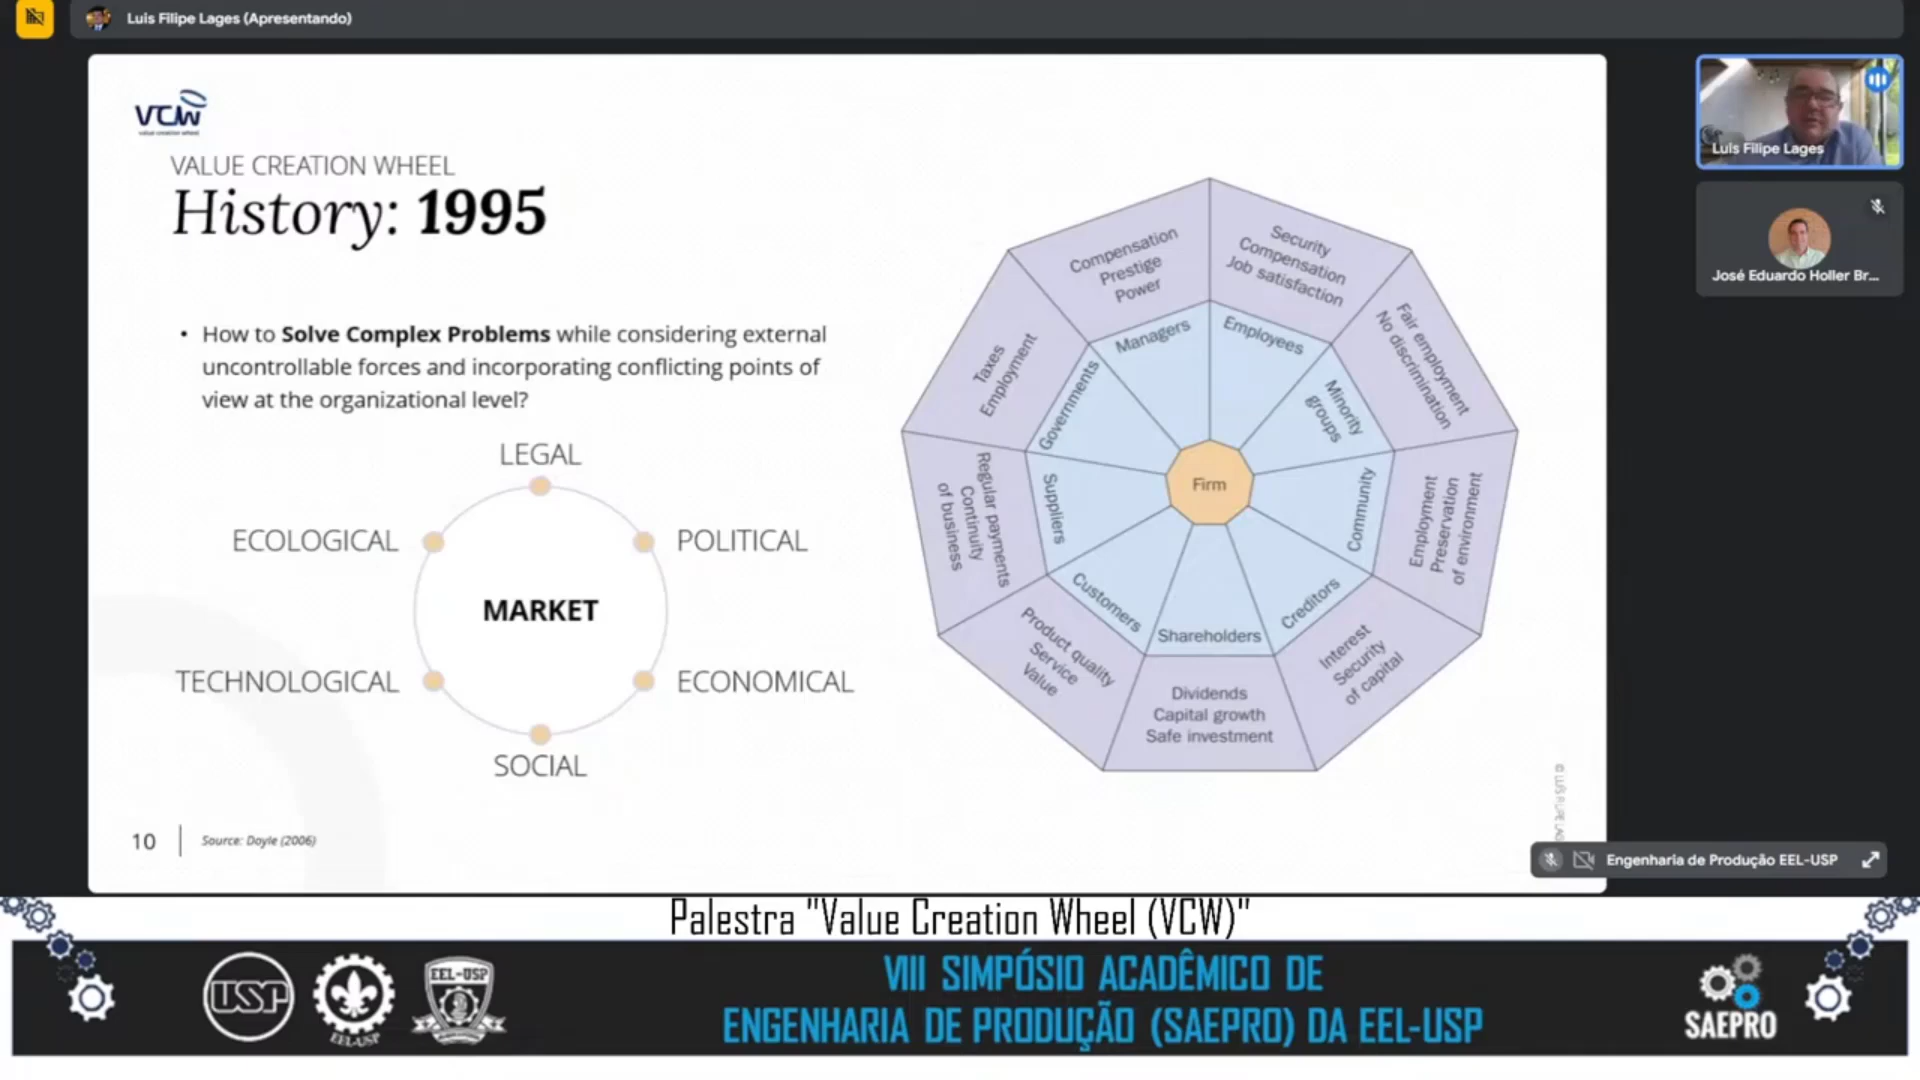 Luis Filipe Lages (Apresentando)
VCW
value creation wheel
VALUE CREATION WHEEL
History: 1995
• How to Solve Complex Problems while considering external
uncontrollable forces and incorporating conflicting points of
view at the organizational level?
LEGAL
ECOLOGICAL
POLITICAL
MARKET
TECHNOLOGICAL
ECONOMICAL
SOCIAL
Compensation
Prestige
Power
Security
Compensation
Job satisfaction
Fair employment
No discrimination
Employment
Preservation
of environment
Interest
Security
of capital
Dividends
Capital growth
Safe investment
Product quality
Service
Value
Regular payments
Continuity
of business
Taxes
Employment
Managers
Employees
Minority
groups
Community
Creditors
Shareholders
Customers
Suppliers
Governments
Firm
10
Source: Doyle (2006)
Luis Filipe Lages
José Eduardo Holler Br...
Engenharia de Produção EEL-USP
Palestra "Value Creation Wheel (VCW)"
USP
EEL-USP
EEL-USP
VIII SIMPÓSIO ACADÊMICO DE
ENGENHARIA DE PRODUÇÃO (SAEPRO) DA EEL-USP
SAEPRO